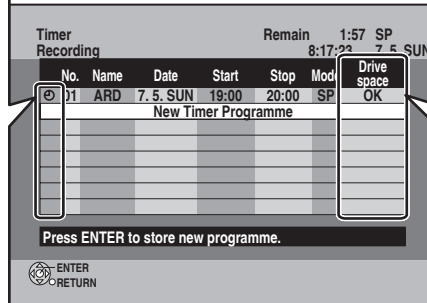 Timer Recording Remain 1:57 SP
8:17:23 7. 5. SUN
No. Name Date Start Stop Mode Drive space
01 ARD 7. 5. SUN 19:00 20:00 SP OK
New Timer Programme
Press ENTER to store new programme.
ENTER
RETURN